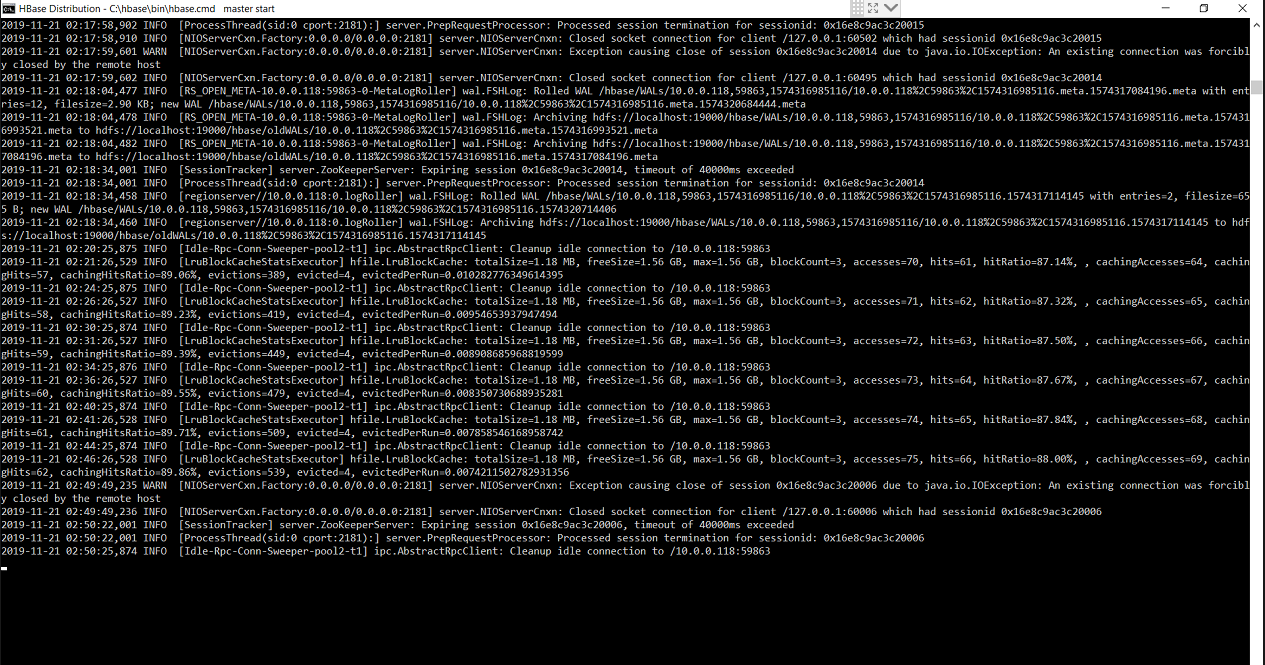 HBase Distribution - C:\hbase\bin\hbase.cmd   master start
2019-11-21 02:17:58,902 INFO  [ProcessThread(sid:0 cport:2181):] server.PrepRequestProcessor: Processed session termination for sessionid: 0x16e8c9ac3c20015
2019-11-21 02:17:58,910 INFO  [NIOServerCxn.Factory:0.0.0.0/0.0.0.0:2181] server.NIOServerCnxn: Closed socket connection for client /127.0.0.1:60502 which had sessionid 0x16e8c9ac3c20015
2019-11-21 02:17:59,601 WARN  [NIOServerCxn.Factory:0.0.0.0/0.0.0.0:2181] server.NIOServerCnxn: Exception causing close of session 0x16e8c9ac3c20014 due to java.io.IOException: An existing connection was forcibl
y closed by the remote host
2019-11-21 02:17:59,602 INFO  [NIOServerCxn.Factory:0.0.0.0/0.0.0.0:2181] server.NIOServerCnxn: Closed socket connection for client /127.0.0.1:60495 which had sessionid 0x16e8c9ac3c20014
2019-11-21 02:18:04,477 INFO  [RS_OPEN_META-10.0.0.118:59863-0-MetaLogRoller] wal.FSHLog: Rolled WAL /hbase/WALs/10.0.0.118,59863,1574316985116/10.0.0.118%2C59863%2C1574316985116.meta.1574317084196.meta with ent
ries=12, filesize=2.90 KB; new WAL /hbase/WALs/10.0.0.118,59863,1574316985116/10.0.0.118%2C59863%2C1574316985116.meta.1574320684444.meta
2019-11-21 02:18:04,478 INFO  [RS_OPEN_META-10.0.0.118:59863-0-MetaLogRoller] wal.FSHLog: Archiving hdfs://localhost:19000/hbase/WALs/10.0.0.118,59863,1574316985116/10.0.0.118%2C59863%2C1574316985116.meta.157431
6993521.meta to hdfs://localhost:19000/hbase/oldWALs/10.0.0.118%2C59863%2C1574316985116.meta.1574316993521.meta
2019-11-21 02:18:04,482 INFO  [RS_OPEN_META-10.0.0.118:59863-0-MetaLogRoller] wal.FSHLog: Archiving hdfs://localhost:19000/hbase/WALs/10.0.0.118,59863,1574316985116/10.0.0.118%2C59863%2C1574316985116.meta.157431
7084196.meta to hdfs://localhost:19000/hbase/oldWALs/10.0.0.118%2C59863%2C1574316985116.meta.1574317084196.meta
2019-11-21 02:18:34,001 INFO  [SessionTracker] server.ZooKeeperServer: Expiring session 0x16e8c9ac3c20014, timeout of 40000ms exceeded
2019-11-21 02:18:34,001 INFO  [ProcessThread(sid:0 cport:2181):] server.PrepRequestProcessor: Processed session termination for sessionid: 0x16e8c9ac3c20014
2019-11-21 02:18:34,458 INFO  [regionserver//10.0.0.118:0.logRoller] wal.FSHLog: Rolled WAL /hbase/WALs/10.0.0.118,59863,1574316985116/10.0.0.118%2C59863%2C1574316985116.1574317114145 with entries=2, filesize=65
5 B; new WAL /hbase/WALs/10.0.0.118,59863,1574316985116/10.0.0.118%2C59863%2C1574316985116.1574320714406
2019-11-21 02:18:34,460 INFO  [regionserver//10.0.0.118:0.logRoller] wal.FSHLog: Archiving hdfs://localhost:19000/hbase/WALs/10.0.0.118,59863,1574316985116/10.0.0.118%2C59863%2C1574316985116.1574317114145 to hdf
s://localhost:19000/hbase/oldWALs/10.0.0.118%2C59863%2C1574316985116.1574317114145
2019-11-21 02:20:25,875 INFO  [Idle-Rpc-Conn-Sweeper-pool2-t1] ipc.AbstractRpcClient: Cleanup idle connection to /10.0.0.118:59863
2019-11-21 02:21:26,529 INFO  [LruBlockCacheStatsExecutor] hfile.LruBlockCache: totalSize=1.18 MB, freeSize=1.56 GB, max=1.56 GB, blockCount=3, accesses=70, hits=61, hitRatio=87.14%, , cachingAccesses=64, cachin
gHits=57, cachingHitsRatio=89.06%, evictions=389, evicted=4, evictedPerRun=0.010282776349614395
2019-11-21 02:24:25,875 INFO  [Idle-Rpc-Conn-Sweeper-pool2-t1] ipc.AbstractRpcClient: Cleanup idle connection to /10.0.0.118:59863
2019-11-21 02:26:26,527 INFO  [LruBlockCacheStatsExecutor] hfile.LruBlockCache: totalSize=1.18 MB, freeSize=1.56 GB, max=1.56 GB, blockCount=3, accesses=71, hits=62, hitRatio=87.32%, , cachingAccesses=65, cachin
gHits=58, cachingHitsRatio=89.23%, evictions=419, evicted=4, evictedPerRun=0.00954653937947494
2019-11-21 02:30:25,874 INFO  [Idle-Rpc-Conn-Sweeper-pool2-t1] ipc.AbstractRpcClient: Cleanup idle connection to /10.0.0.118:59863
2019-11-21 02:31:26,527 INFO  [LruBlockCacheStatsExecutor] hfile.LruBlockCache: totalSize=1.18 MB, freeSize=1.56 GB, max=1.56 GB, blockCount=3, accesses=72, hits=63, hitRatio=87.50%, , cachingAccesses=66, cachin
gHits=59, cachingHitsRatio=89.39%, evictions=449, evicted=4, evictedPerRun=0.008908685968819599
2019-11-21 02:34:25,876 INFO  [Idle-Rpc-Conn-Sweeper-pool2-t1] ipc.AbstractRpcClient: Cleanup idle connection to /10.0.0.118:59863
2019-11-21 02:36:26,527 INFO  [LruBlockCacheStatsExecutor] hfile.LruBlockCache: totalSize=1.18 MB, freeSize=1.56 GB, max=1.56 GB, blockCount=3, accesses=73, hits=64, hitRatio=87.67%, , cachingAccesses=67, cachin
gHits=60, cachingHitsRatio=89.55%, evictions=479, evicted=4, evictedPerRun=0.008350730688935281
2019-11-21 02:40:25,874 INFO  [Idle-Rpc-Conn-Sweeper-pool2-t1] ipc.AbstractRpcClient: Cleanup idle connection to /10.0.0.118:59863
2019-11-21 02:41:26,528 INFO  [LruBlockCacheStatsExecutor] hfile.LruBlockCache: totalSize=1.18 MB, freeSize=1.56 GB, max=1.56 GB, blockCount=3, accesses=74, hits=65, hitRatio=87.84%, , cachingAccesses=68, cachin
gHits=61, cachingHitsRatio=89.71%, evictions=509, evicted=4, evictedPerRun=0.007858546168958742
2019-11-21 02:44:25,874 INFO  [Idle-Rpc-Conn-Sweeper-pool2-t1] ipc.AbstractRpcClient: Cleanup idle connection to /10.0.0.118:59863
2019-11-21 02:46:26,528 INFO  [LruBlockCacheStatsExecutor] hfile.LruBlockCache: totalSize=1.18 MB, freeSize=1.56 GB, max=1.56 GB, blockCount=3, accesses=75, hits=66, hitRatio=88.00%, , cachingAccesses=69, cachin
gHits=62, cachingHitsRatio=89.86%, evictions=539, evicted=4, evictedPerRun=0.0074211502782931356
2019-11-21 02:49:49,235 WARN  [NIOServerCxn.Factory:0.0.0.0/0.0.0.0:2181] server.NIOServerCnxn: Exception causing close of session 0x16e8c9ac3c20006 due to java.io.IOException: An existing connection was forcibl
y closed by the remote host
2019-11-21 02:49:49,236 INFO  [NIOServerCxn.Factory:0.0.0.0/0.0.0.0:2181] server.NIOServerCnxn: Closed socket connection for client /127.0.0.1:60006 which had sessionid 0x16e8c9ac3c20006
2019-11-21 02:50:22,001 INFO  [SessionTracker] server.ZooKeeperServer: Expiring session 0x16e8c9ac3c20006, timeout of 40000ms exceeded
2019-11-21 02:50:22,001 INFO  [ProcessThread(sid:0 cport:2181):] server.PrepRequestProcessor: Processed session termination for sessionid: 0x16e8c9ac3c20006
2019-11-21 02:50:25,874 INFO  [Idle-Rpc-Conn-Sweeper-pool2-t1] ipc.AbstractRpcClient: Cleanup idle connection to /10.0.0.118:59863